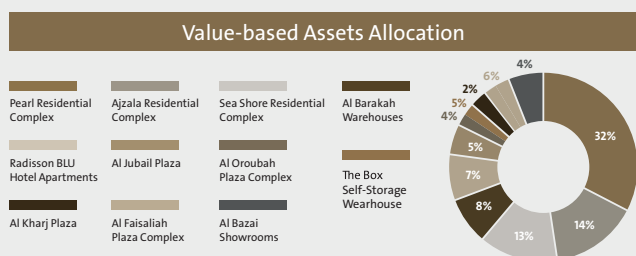 Value-based Assets Allocation
Pearl Residential
Complex
Ajzala Residential
Complex
Sea Shore Residential
Complex
Al Barakah
Warehouses
Radisson BLU
Hotel Apartments
Al Jubail Plaza
Al Oroubah
Plaza Complex
The Box
Self-Storage
Wearhouse
Al Kharj Plaza
Al Faisaliah
Plaza Complex
Al Bazai
Showrooms
32%
14%
13%
8%
7%
5%
4%
5%
2%
6%
4%